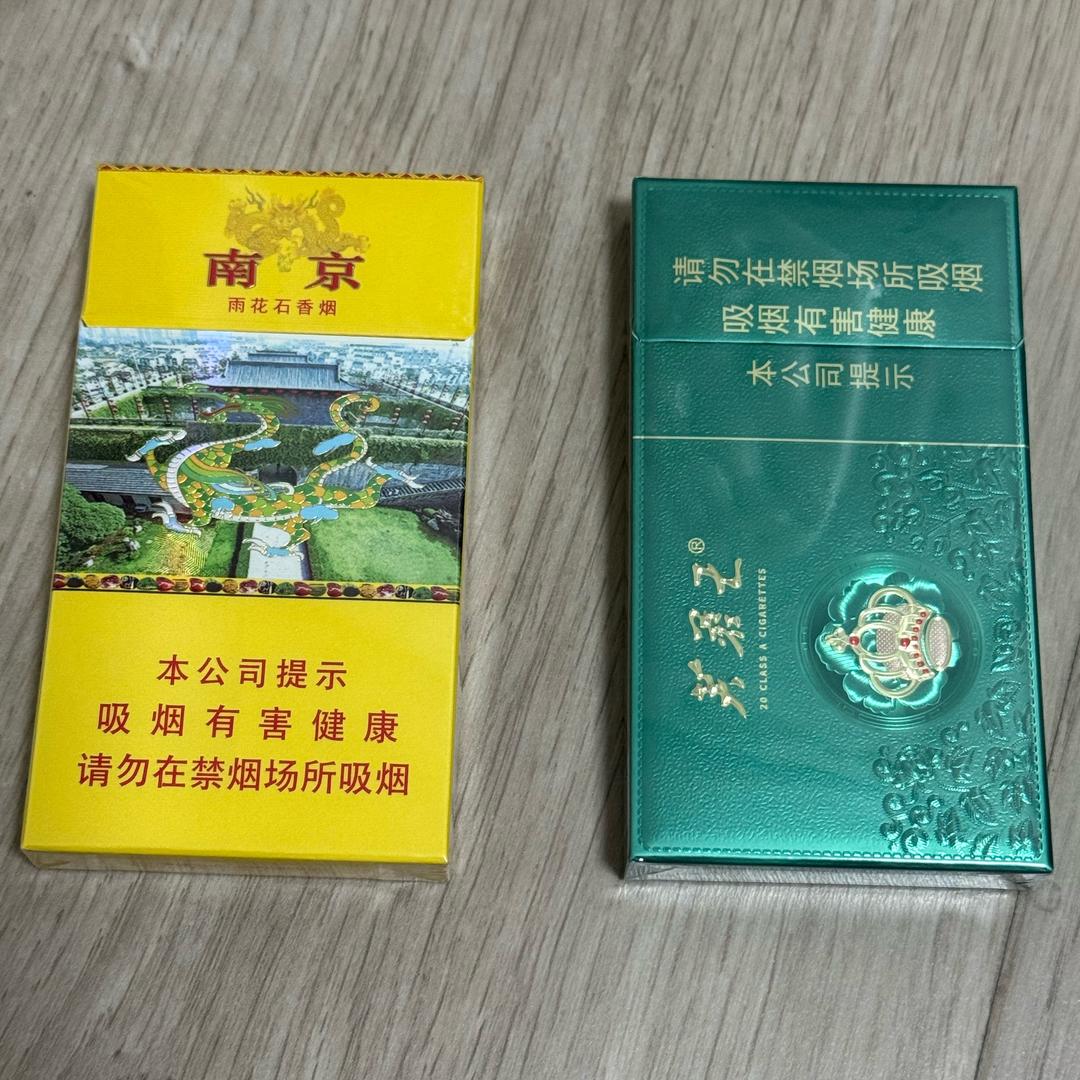 南京
雨花石香烟
本公司提示
吸烟有害健康
请勿在禁烟场所吸烟
本公司提示
吸烟有害健康
请勿在禁烟场所吸烟
芙蓉王®
20 CLASS A CIGARETTES